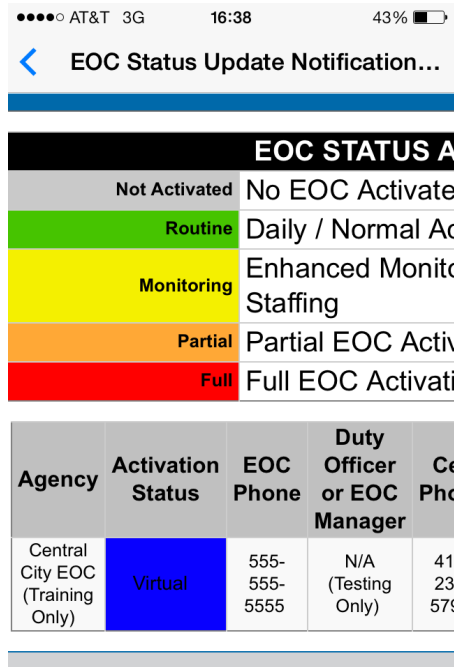 AT&T 3G 16:38 43%
EOC Status Update Notification...
EOC STATUS A
Not Activated No EOC Activate
Routine Daily / Normal Ac
Monitoring Enhanced Monito
Staffing
Partial Partial EOC Activ
Full Full EOC Activati
Agency
Activation
Status
EOC
Phone
Duty
Officer
or EOC
Manager
Ce
Pho
Central
City EOC
(Training
Only)
Virtual
555-
555-
5555
N/A
(Testing
Only)
41
23
579